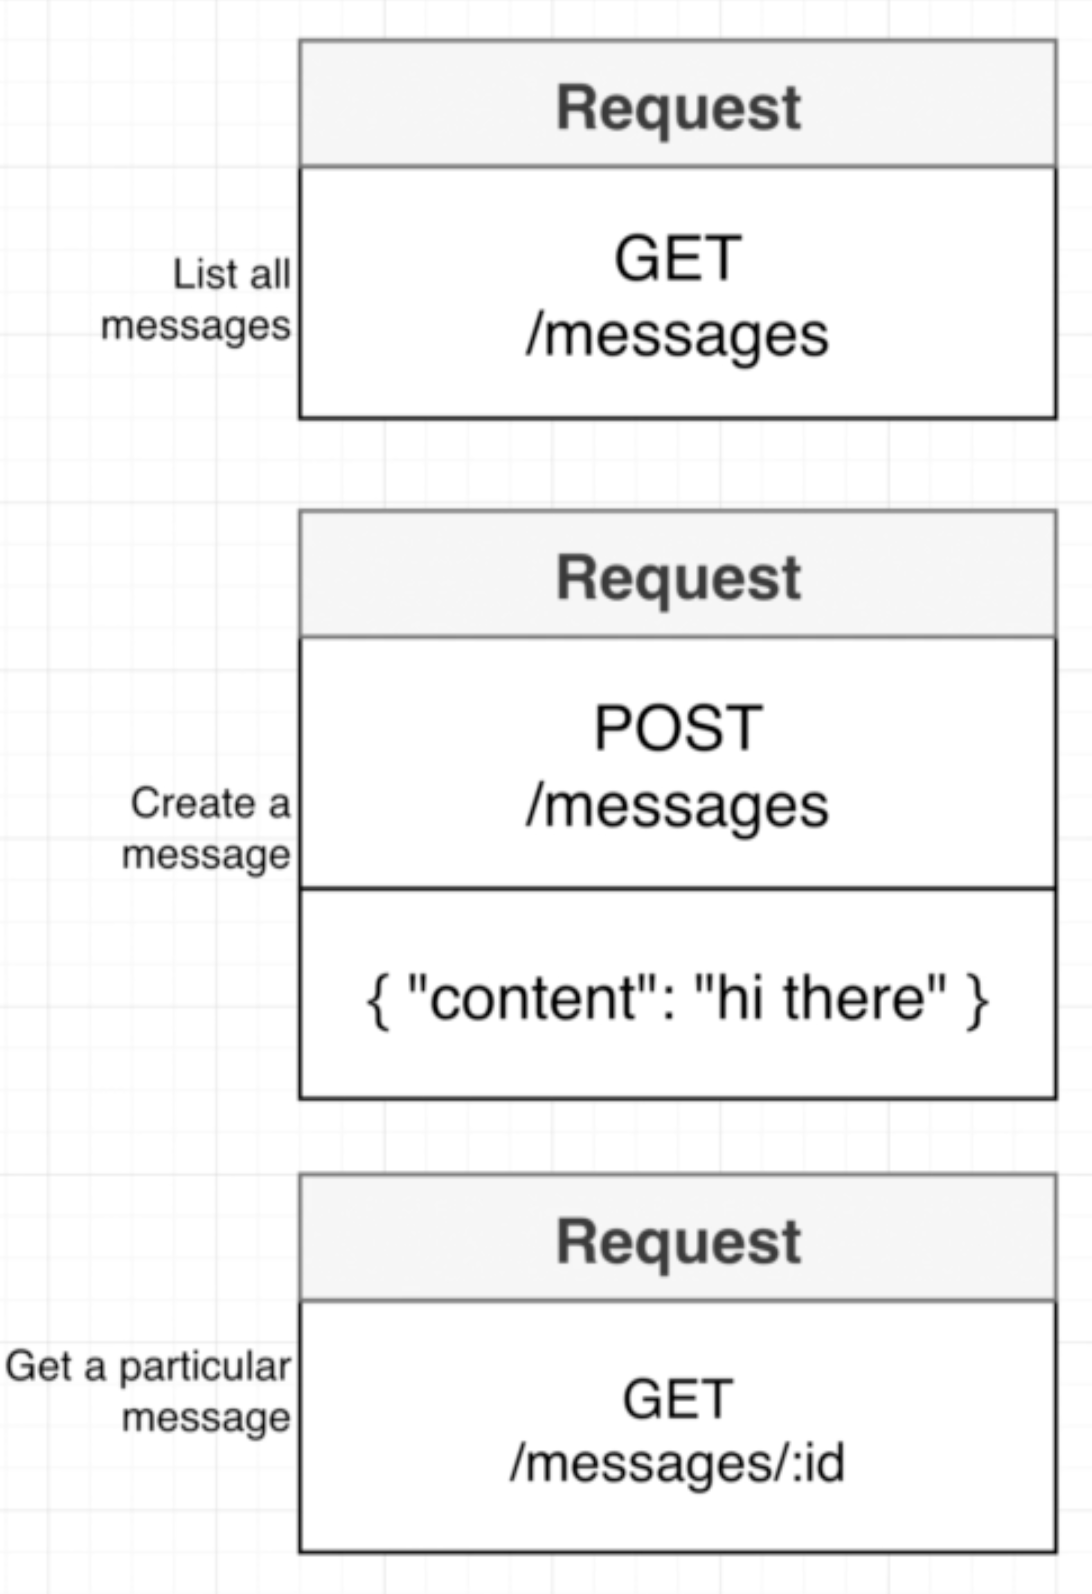 Request
List all
messages
GET
/messages
Request
Create a
message
POST
/messages
{ "content": "hi there" }
Request
Get a particular
message
GET
/messages/:id